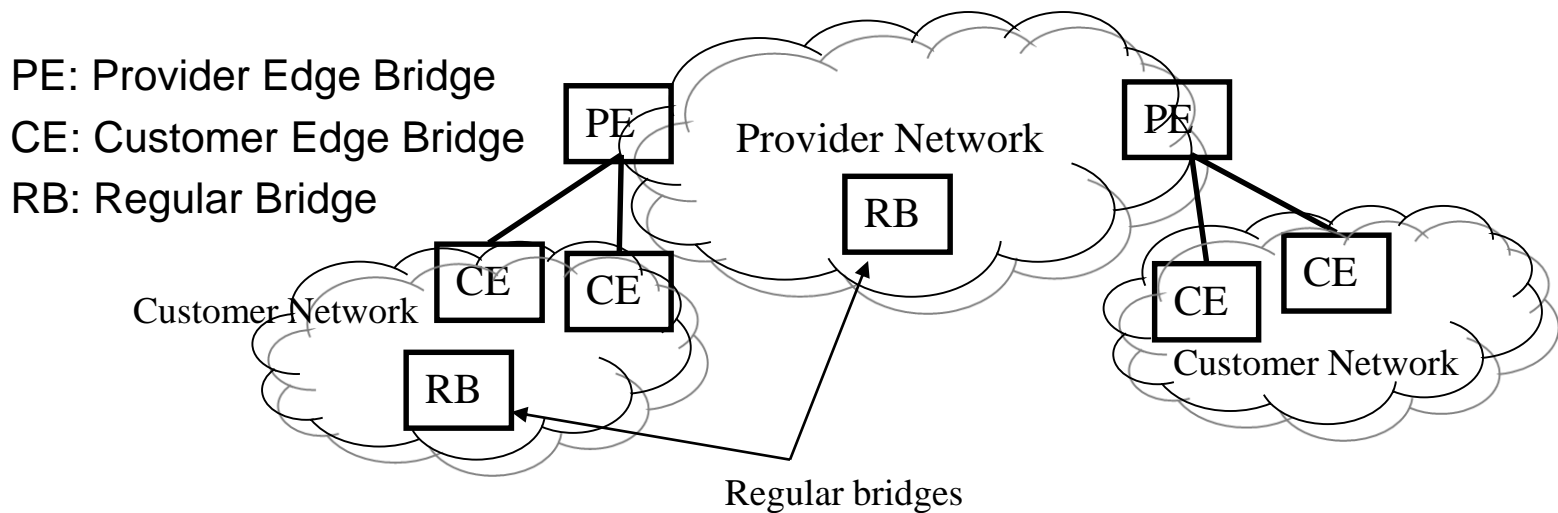 PE: Provider Edge Bridge
CE: Customer Edge Bridge
RB: Regular Bridge
PE
Provider Network
PE
RB
CE
CE
Customer Network
RB
CE
CE
Customer Network
Regular bridges